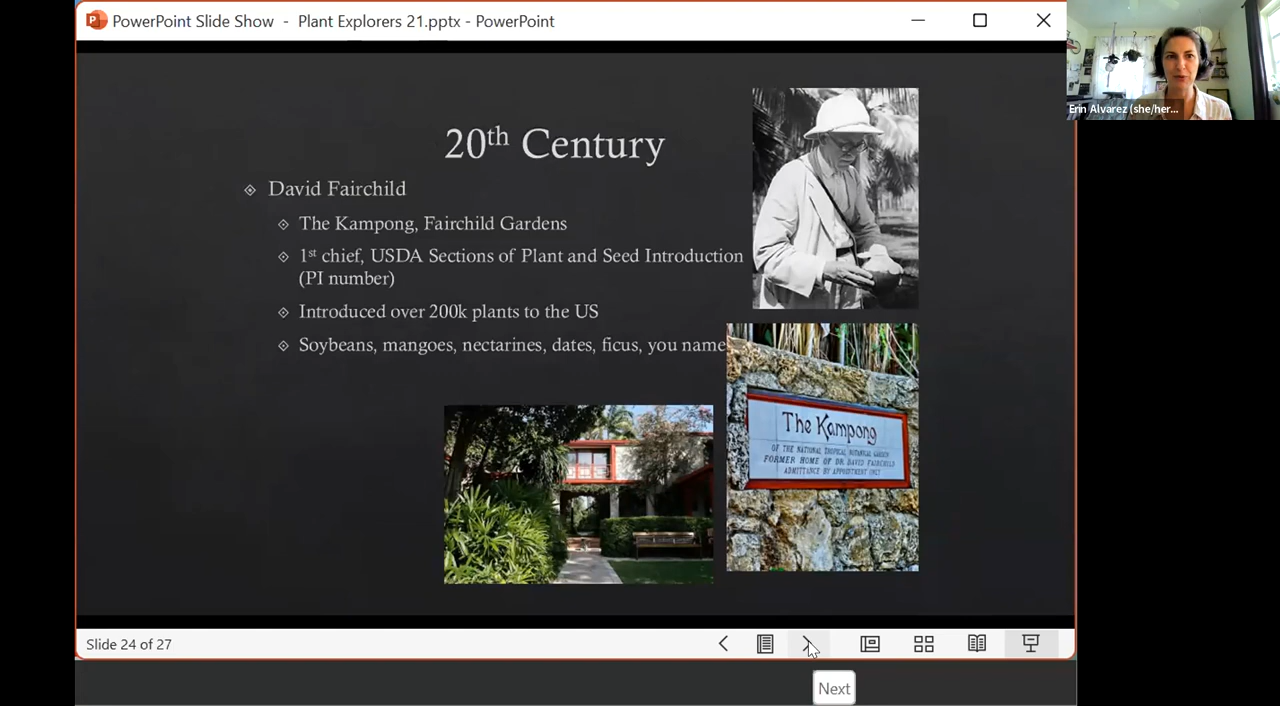 PowerPoint Slide Show - Plant Explorers 21.pptx - PowerPoint
Erin Alvarez (she/her...
20th Century
David Fairchild
The Kampong, Fairchild Gardens
1st chief, USDA Sections of Plant and Seed Introduction
(PI number)
Introduced over 200k plants to the US
Soybeans, mangoes, nectarines, dates, ficus, you name
The Kampong
OF THE NATIONAL TROPICAL BOTANICAL GARDEN
FORMER HOME OF DR. DAVID FAIRCHILD
ADMITTANCE BY APPOINTMENT ONLY
Slide 24 of 27
Next